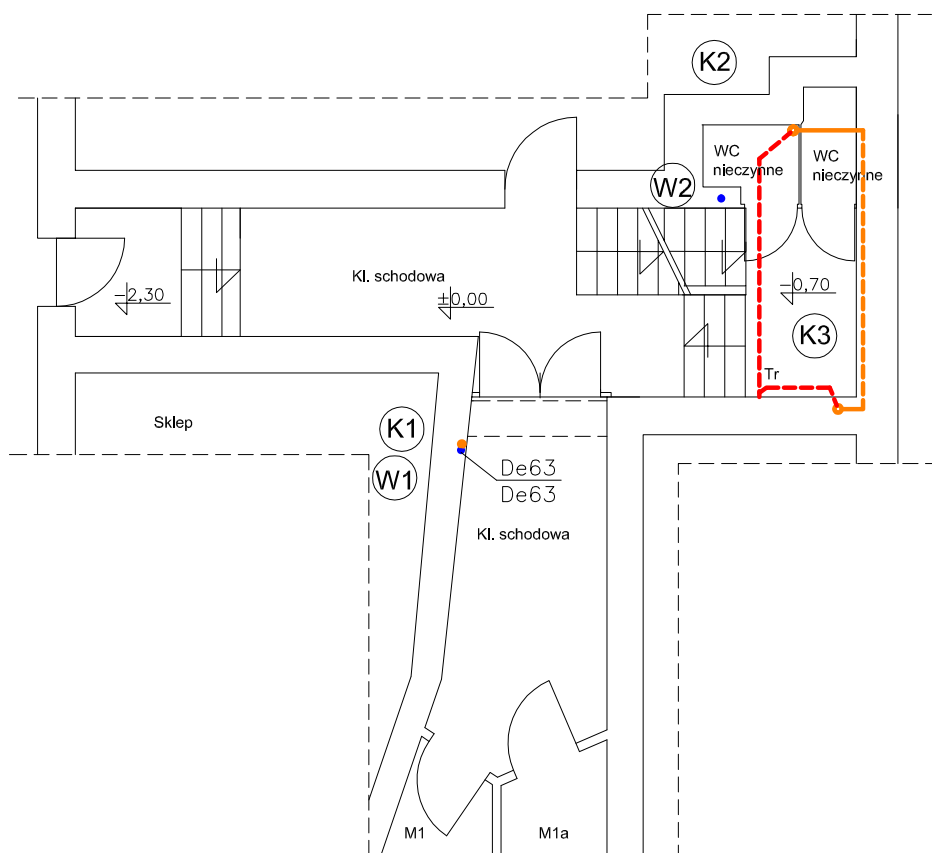 K2
WC
nieczynne
WC
nieczynne
W2
Kl. schodowa
-2,30
±0,00
-0,70
K3
Tr
Sklep
K1
W1
De63
De63
Kl. schodowa
M1
M1a